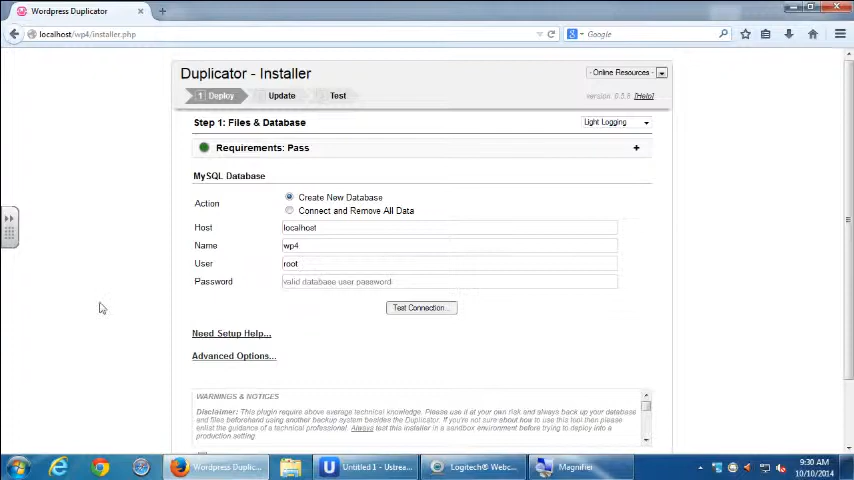 Wordpress Duplicator
localhost/wp4/installer.php
Google
Duplicator - Installer
- Online Resources -
1 Deploy
Update
Test
version: 0.5.8 [Help]
Step 1: Files & Database
Light Logging
Requirements: Pass
+
MySQL Database
Action
Create New Database
Connect and Remove All Data
Host
localhost
Name
wp4
User
root
Password
valid database user password
Test Connection...
Need Setup Help...
Advanced Options...
WARNINGS & NOTICES
Disclaimer: This plugin require above average technical knowledge. Please use it at your own risk and always back up your database
and files beforehand using another backup system besides the Duplicator. If you're not sure about how to use this tool then please
enlist the guidance of a technical professional. Always test this installer in a sandbox environment before trying to deploy into a
production setting
Wordpress Duplic...
Untitled 1 - Ustrea...
Logitech® Webc...
Magnifier
9:30 AM
10/10/2014